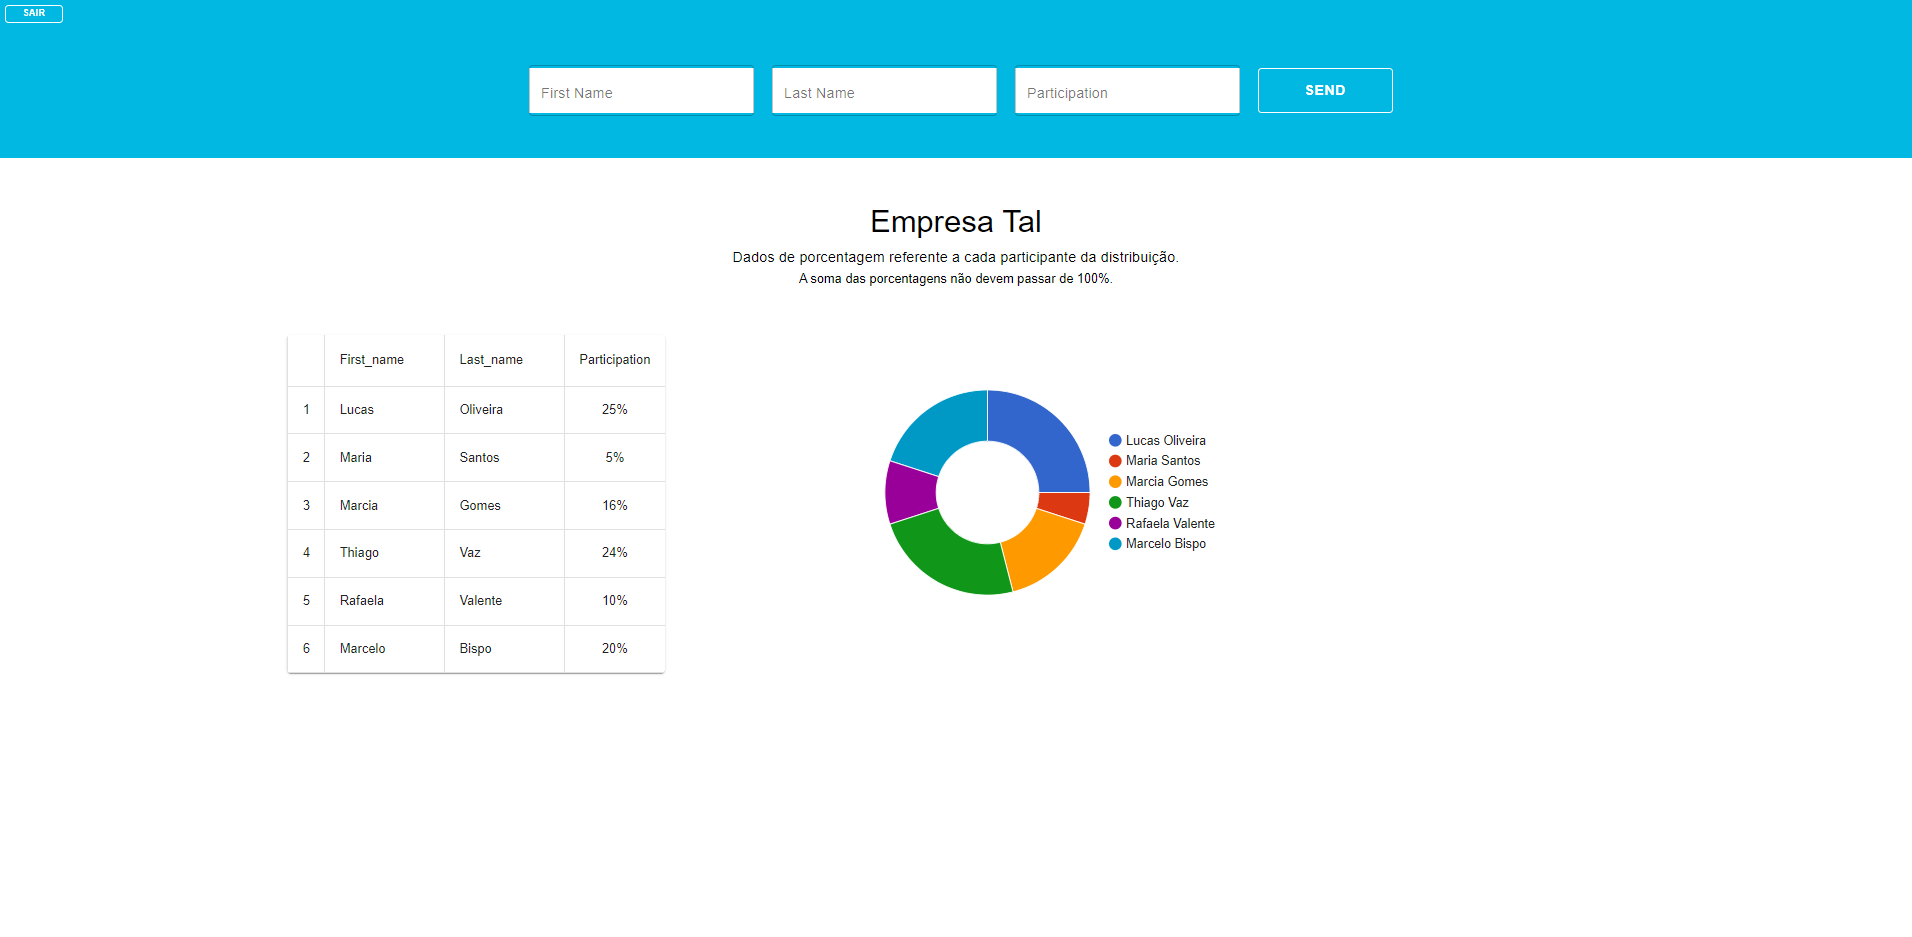 SAIR
First Name Last Name Participation SEND
Empresa Tal
Dados de porcentagem referente a cada participante da distribuição.
A soma das porcentagens não devem passar de 100%.
First_name Last_name Participation
1 Lucas Oliveira 25%
2 Maria Santos 5%
3 Marcia Gomes 16%
4 Thiago Vaz 24%
5 Rafaela Valente 10%
6 Marcelo Bispo 20%
Lucas Oliveira
Maria Santos
Marcia Gomes
Thiago Vaz
Rafaela Valente
Marcelo Bispo